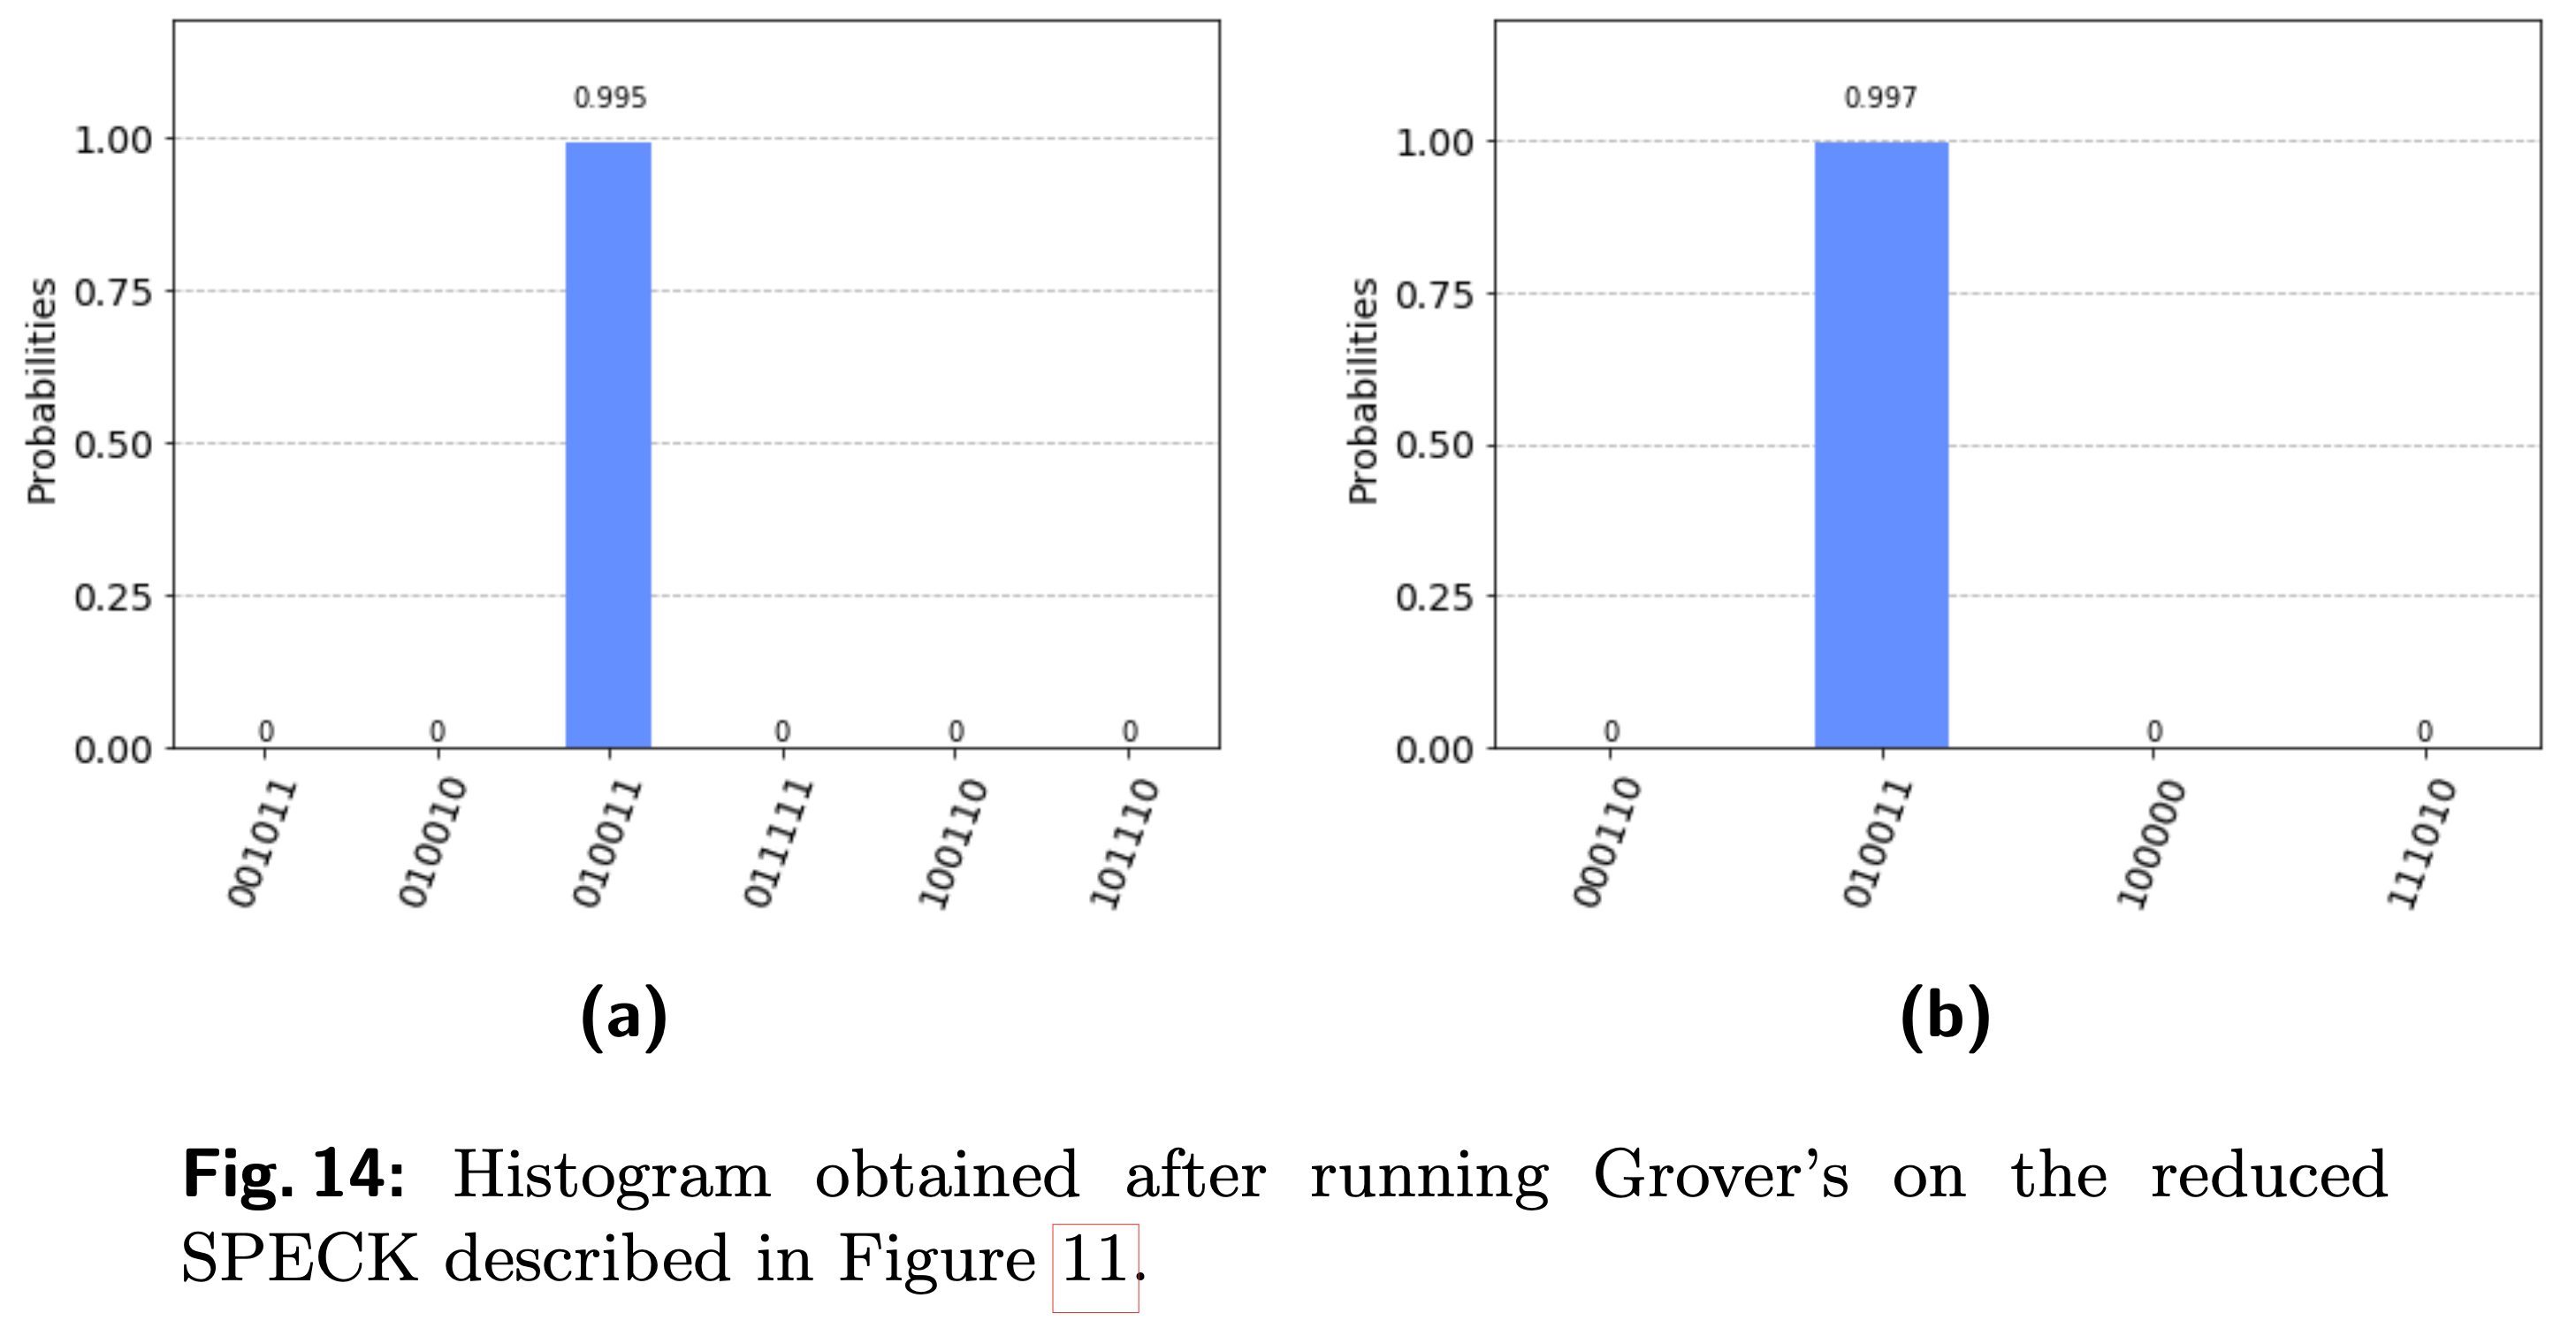 0.995
1.00
0.75
0.50
0.25
0.00
Probabilities
0 0 0 0 0
001011 010010 010011 011111 100110 101110
(a)
0.997
1.00
0.75
0.50
0.25
0.00
Probabilities
0 0 0
000110 010011 100000 111010
(b)
Fig. 14: Histogram obtained after running Grover’s on the reduced
SPECK described in Figure 11.